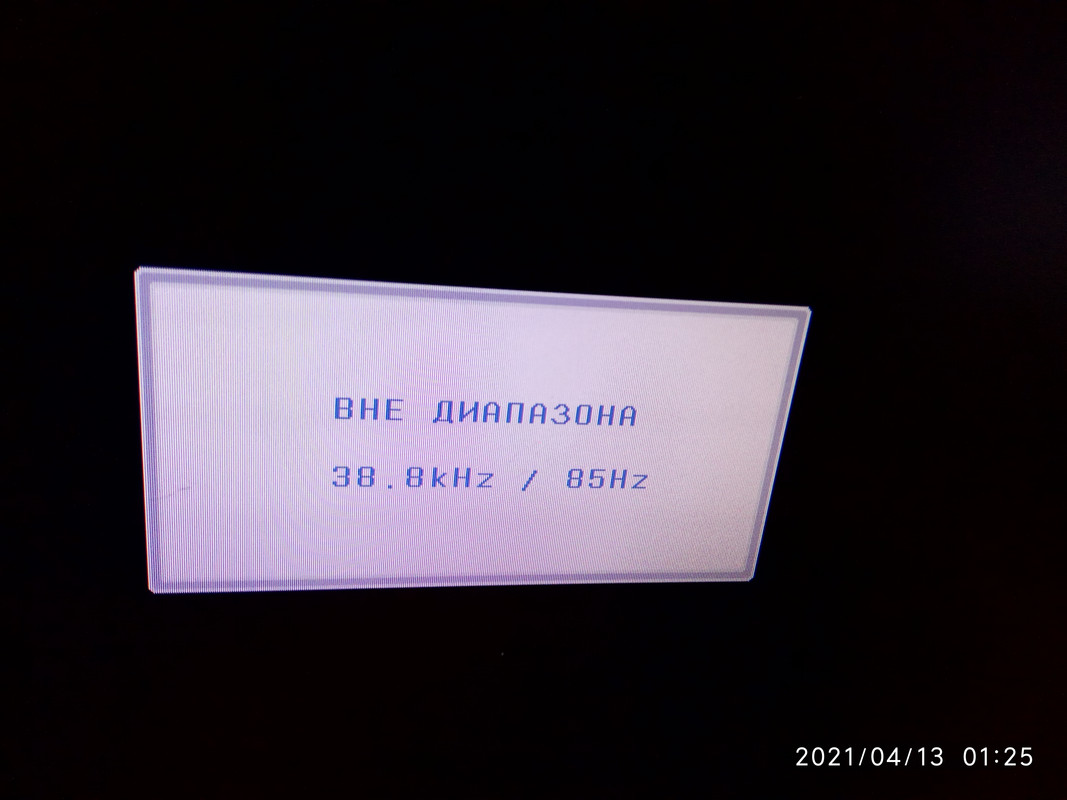 ВНЕ ДИАПАЗОНА
38.8kHz / 85Hz
2021/04/13 01:25